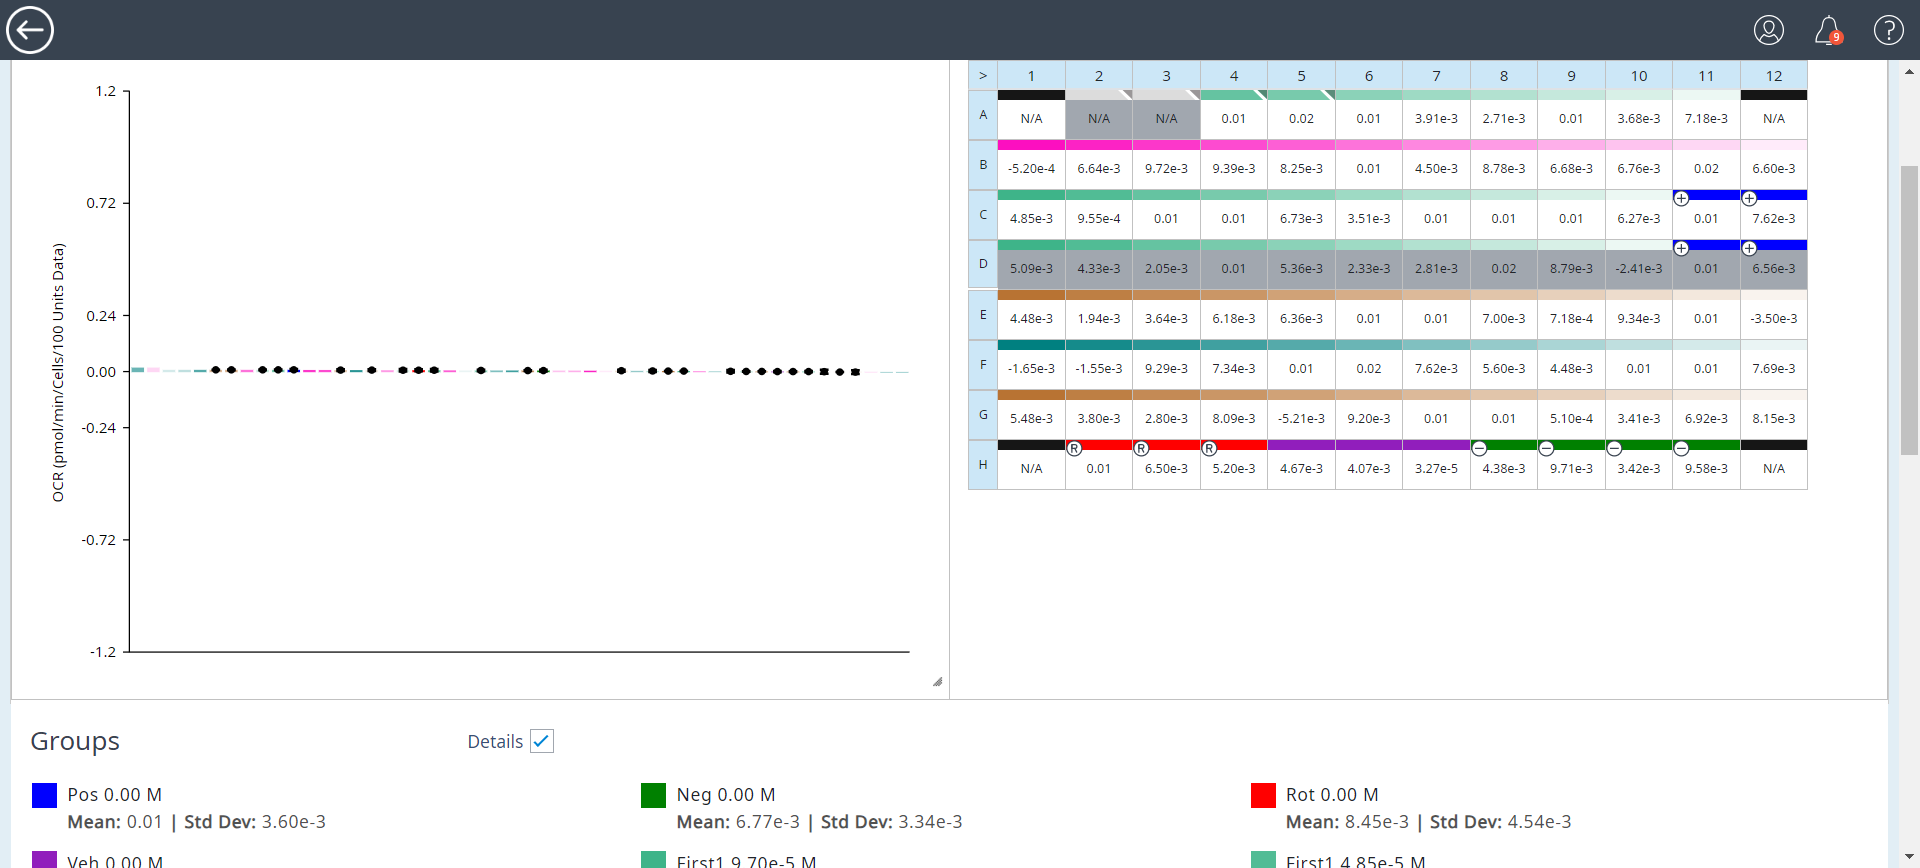 9 ?
1.2
0.72
0.24
0.00
-0.24
-0.72
-1.2
OCR (pmol/min/Cells/100 Units Data)
> 1 2 3 4 5 6 7 8 9 10 11 12
A N/A N/A N/A 0.01 0.02 0.01 3.91e-3 2.71e-3 0.01 3.68e-3 7.18e-3 N/A
B -5.20e-4 6.64e-3 9.72e-3 9.39e-3 8.25e-3 0.01 4.50e-3 8.78e-3 6.68e-3 6.76e-3 0.02 6.60e-3
+ +
C 4.85e-3 9.55e-4 0.01 0.01 6.73e-3 3.51e-3 0.01 0.01 0.01 6.27e-3 0.01 7.62e-3
+ +
D 5.09e-3 4.33e-3 2.05e-3 0.01 5.36e-3 2.33e-3 2.81e-3 0.02 8.79e-3 -2.41e-3 0.01 6.56e-3
E 4.48e-3 1.94e-3 3.64e-3 6.18e-3 6.36e-3 0.01 0.01 7.00e-3 7.18e-4 9.34e-3 0.01 -3.50e-3
F -1.65e-3 -1.55e-3 9.29e-3 7.34e-3 0.01 0.02 7.62e-3 5.60e-3 4.48e-3 0.01 0.01 7.69e-3
G 5.48e-3 3.80e-3 2.80e-3 8.09e-3 -5.21e-3 9.20e-3 0.01 0.01 5.10e-4 3.41e-3 6.92e-3 8.15e-3
R R R − − − −
H N/A 0.01 6.50e-3 5.20e-3 4.67e-3 4.07e-3 3.27e-5 4.38e-3 9.71e-3 3.42e-3 9.58e-3 N/A
Groups Details
Pos 0.00 M
Mean: 0.01 | Std Dev: 3.60e-3
Neg 0.00 M
Mean: 6.77e-3 | Std Dev: 3.34e-3
Rot 0.00 M
Mean: 8.45e-3 | Std Dev: 4.54e-3
Veh 0.00 M
First1 9.70e-5 M
First1 4.85e-5 M